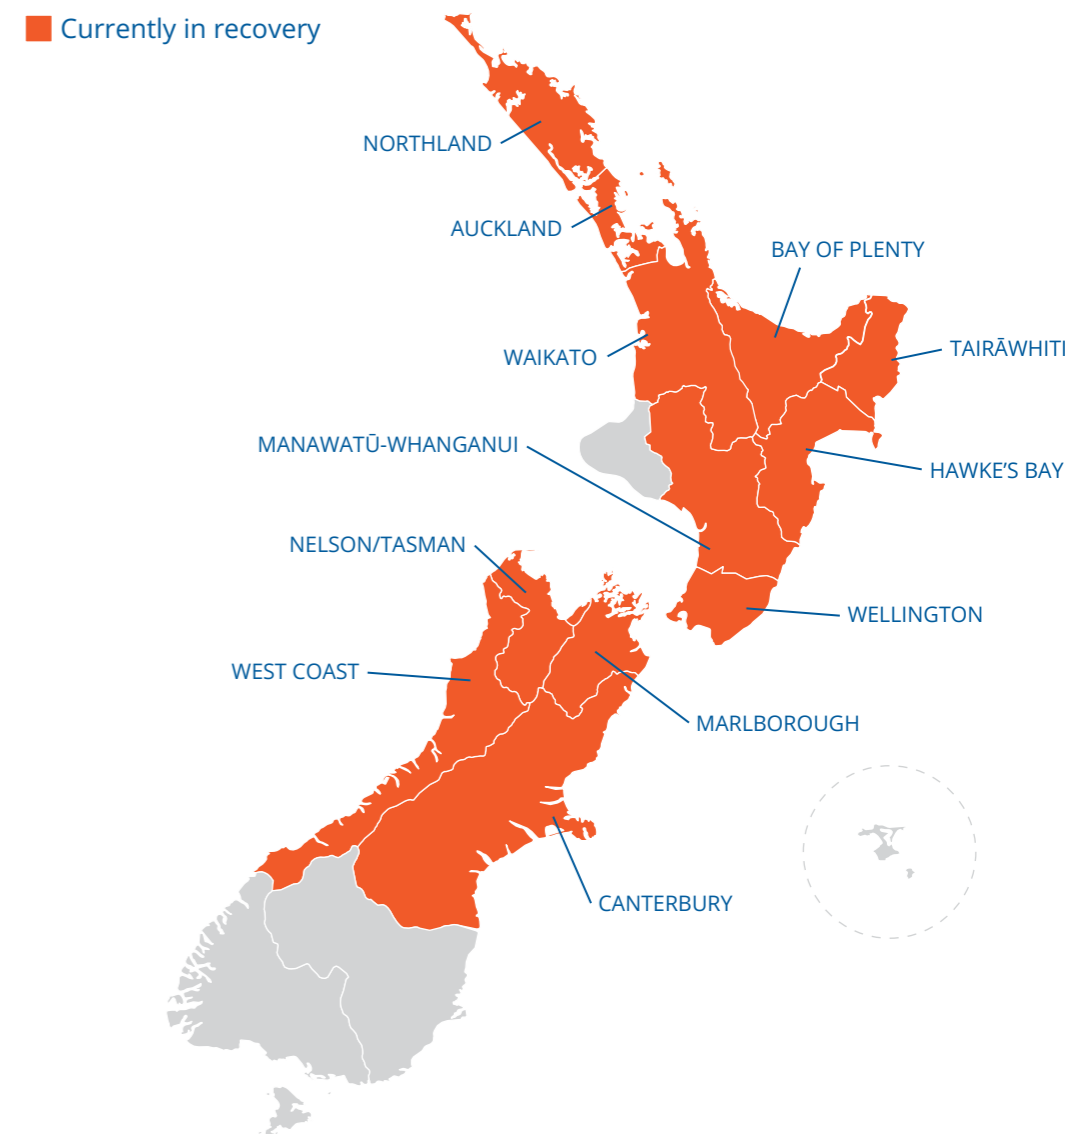 Currently in recovery
NORTHLAND
AUCKLAND
BAY OF PLENTY
TAIRĀWHITI
WAIKATO
MANAWATŪ-WHANGANUI
HAWKE’S BAY
NELSON/TASMAN
WELLINGTON
WEST COAST
MARLBOROUGH
CANTERBURY